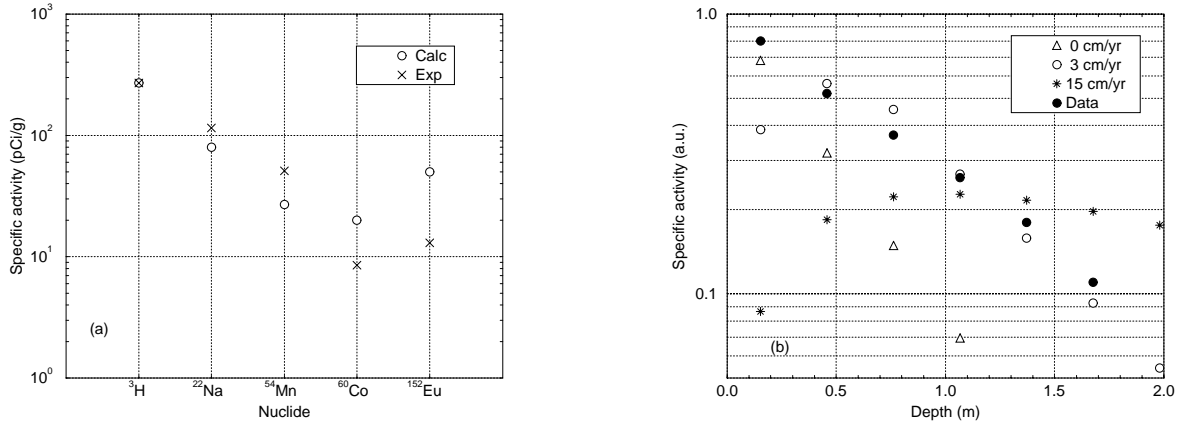 10³
10²
10¹
10⁰
Specific activity (pCi/g)
Calc
Exp
(a)
³H
²²Na
⁵⁴Mn
⁶⁰Co
¹⁵²Eu
Nuclide
1.0
0.1
Specific activity (a.u.)
0 cm/yr
3 cm/yr
15 cm/yr
Data
(b)
0.0
0.5
1.0
1.5
2.0
Depth (m)